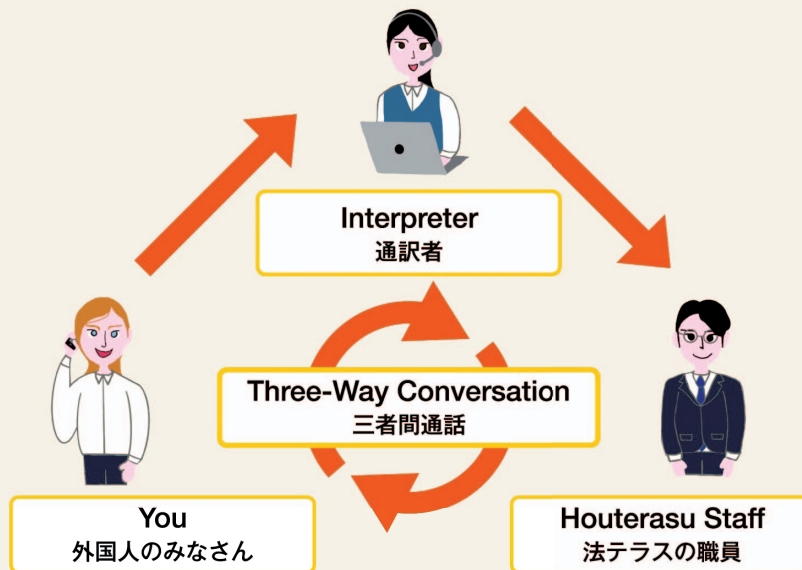 Interpreter
通訳者
Three-Way Conversation
三者間通話
You
外国人のみなさん
Houterasu Staff
法テラスの職員